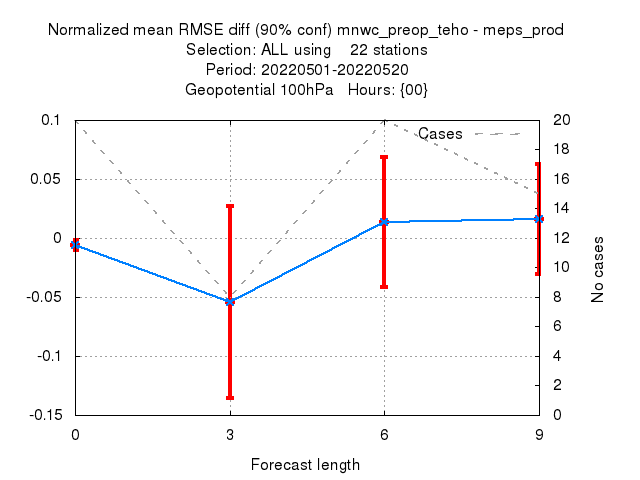 Normalized mean RMSE diff (90% conf) mnwc_preop_teho - meps_prod
Selection: ALL using    22 stations
Period: 20220501-20220520
Geopotential 100hPa   Hours: {00}
Cases
0.1
0.05
0
-0.05
-0.1
-0.15
20
18
16
14
12
10
8
6
4
2
0
No cases
0 3 6 9
Forecast length